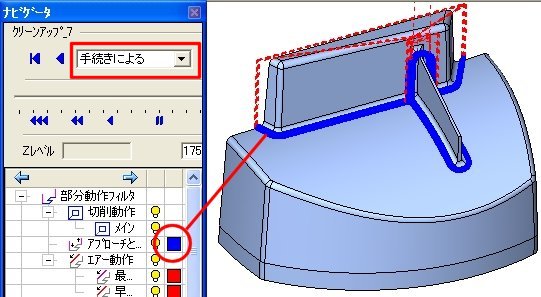 ナビゲータ
クリーンアップ_7
手続きによる
Zレベル
175
部分動作フィルタ
切削動作
メイン
アプローチと...
エアー動作
最...
早...